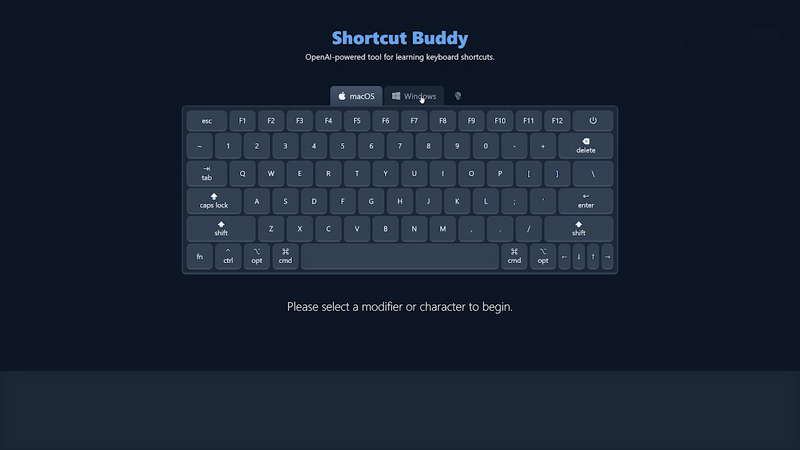 Shortcut Buddy
OpenAI-powered tool for learning keyboard shortcuts.
macOS Windows
esc F1 F2 F3 F4 F5 F6 F7 F8 F9 F10 F11 F12
~ 1 2 3 4 5 6 7 8 9 0 - + delete
tab Q W E R T Y U I O P [ ] \
caps lock A S D F G H J K L ; ' enter
shift Z X C V B N M , . / shift
fn ^ ctrl ⌥ opt ⌘ cmd ⌘ cmd ⌥ opt ← ↓ ↑ →
Please select a modifier or character to begin.